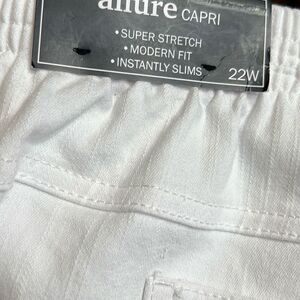 allure CAPRI
• SUPER STRETCH
• MODERN FIT
• INSTANTLY SLIMS
22W